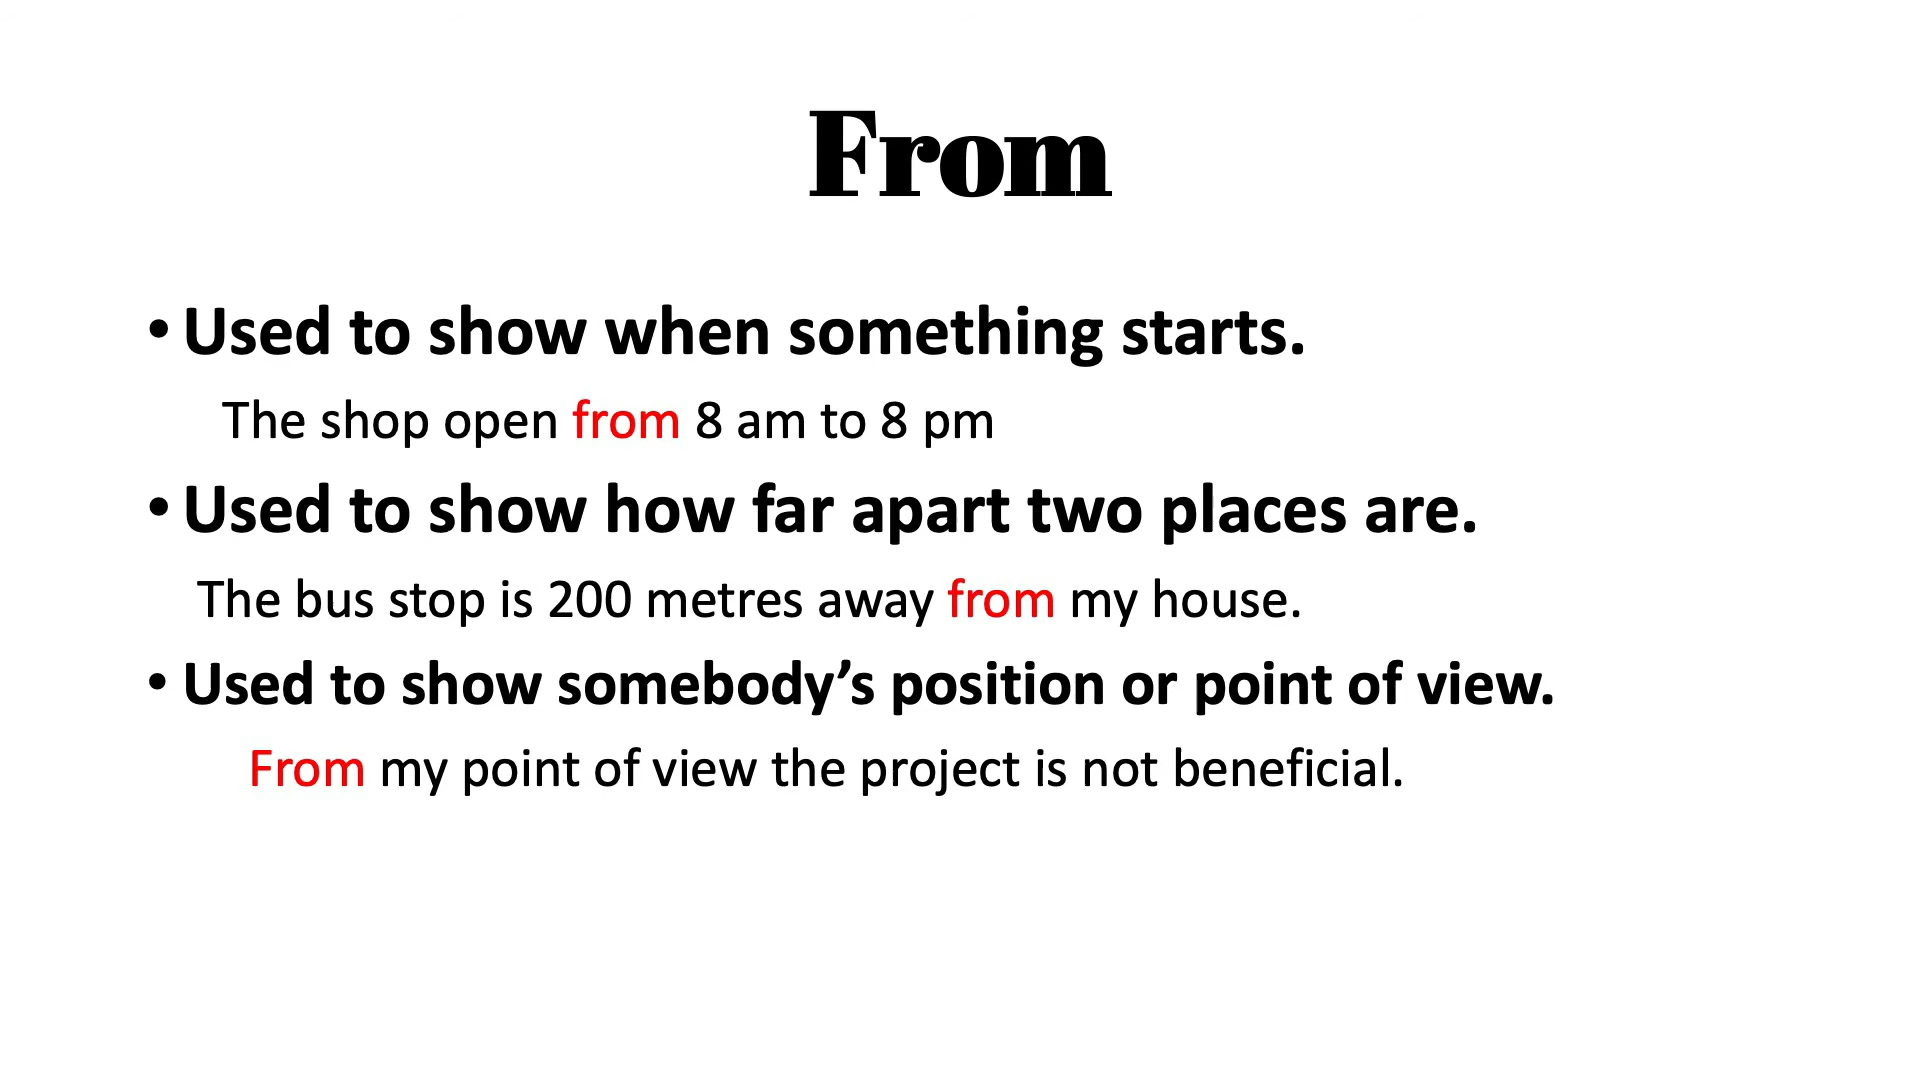 From
• Used to show when something starts.
The shop open from 8 am to 8 pm
• Used to show how far apart two places are.
The bus stop is 200 metres away from my house.
• Used to show somebody’s position or point of view.
From my point of view the project is not beneficial.